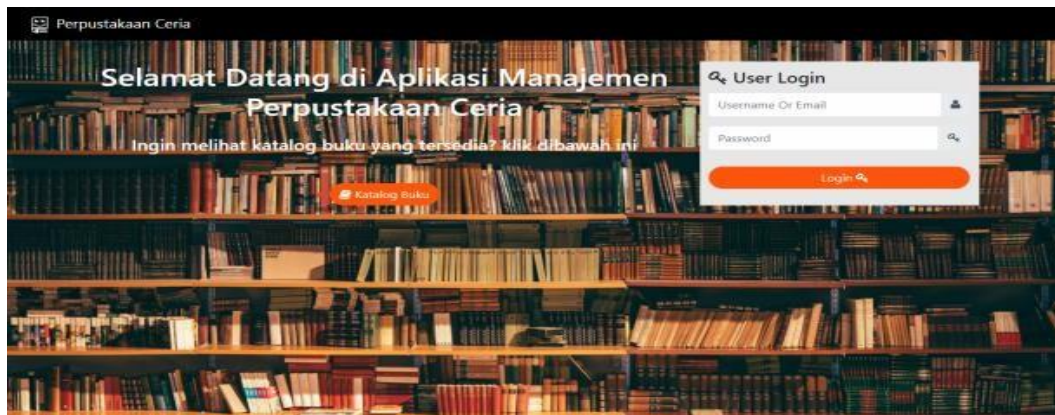 Perpustakaan Ceria
Selamat Datang di Aplikasi Manajemen
Perpustakaan Ceria
Ingin melihat katalog buku yang tersedia? klik dibawah ini
Katalog Buku
User Login
Username Or Email
Password
Login